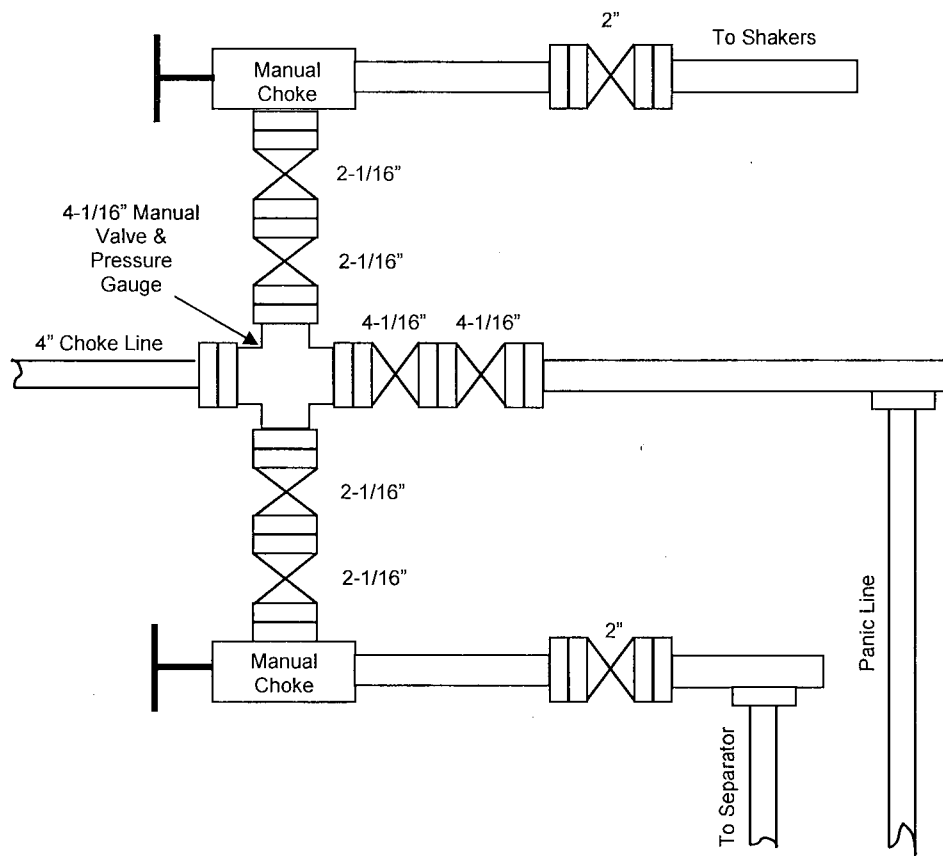 2"
To Shakers
Manual
Choke
2-1/16"
4-1/16" Manual
Valve &
Pressure
Gauge
2-1/16"
4-1/16" 4-1/16"
4" Choke Line
2-1/16"
2-1/16"
2"
Manual
Choke
To Separator
Panic Line